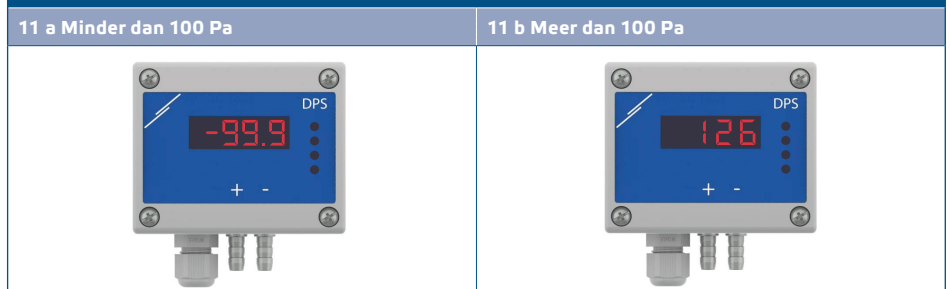 11 a Minder dan 100 Pa
11 b Meer dan 100 Pa
DPS
-99.9
+ -
DPS
126
+ -